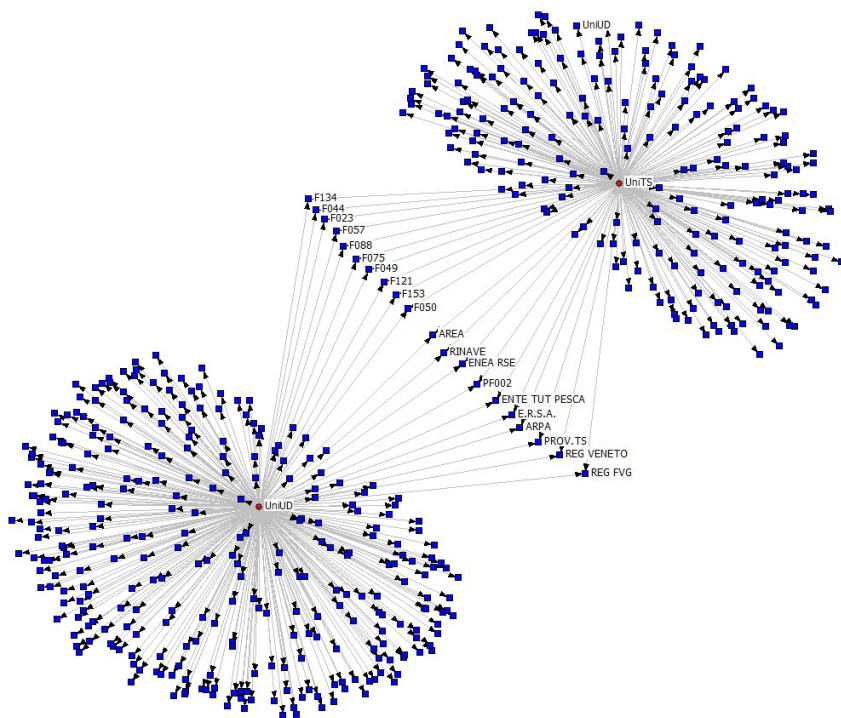 UniUD
UniTS
F134
F044
F023
F057
F088
F075
F049
F121
F153
F050
AREA
RINAVE
ENEA RSE
PF002
ENTE TUT PESCA
E.R.S.A.
ARPA
PROV.TS
REG VENETO
REG FVG
UniUD